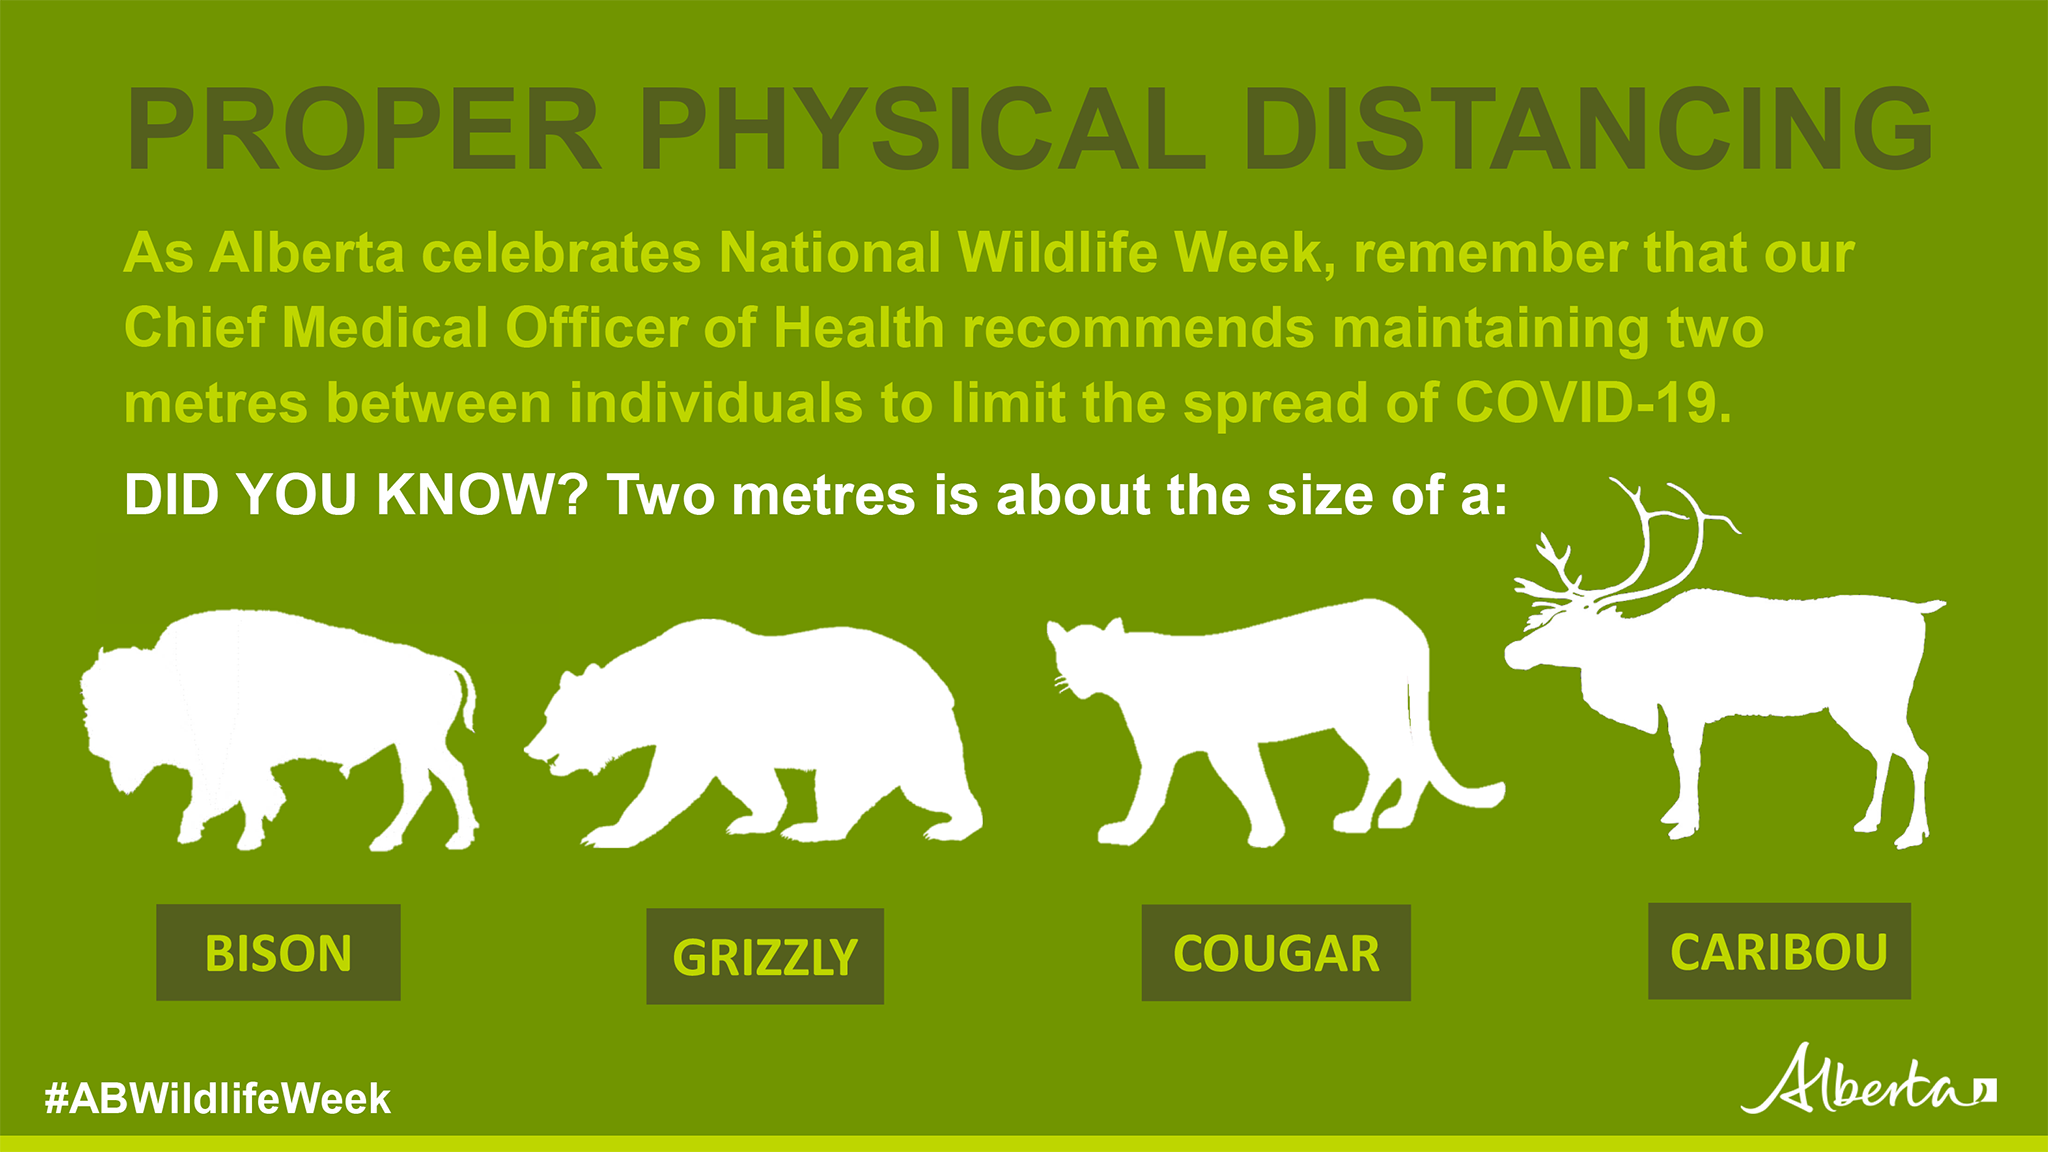 PROPER PHYSICAL DISTANCING
As Alberta celebrates National Wildlife Week, remember that our
Chief Medical Officer of Health recommends maintaining two
metres between individuals to limit the spread of COVID-19.
DID YOU KNOW? Two metres is about the size of a:
BISON
GRIZZLY
COUGAR
CARIBOU
#ABWildlifeWeek
Alberta